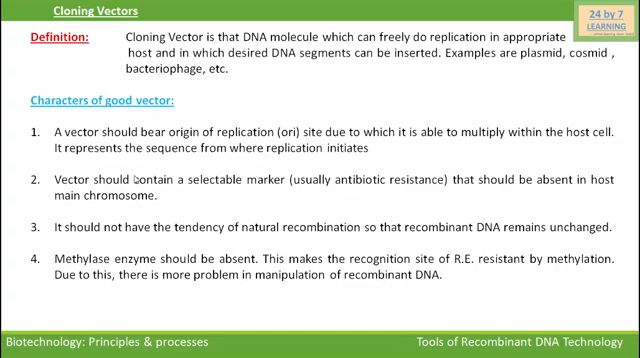 Cloning Vectors
24 by 7
LEARNING
Definition: Cloning Vector is that DNA molecule which can freely do replication in appropriate
host and in which desired DNA segments can be inserted. Examples are plasmid, cosmid ,
bacteriophage, etc.
Characters of good vector:
1. A vector should bear origin of replication (ori) site due to which it is able to multiply within the host cell.
It represents the sequence from where replication initiates
2. Vector should contain a selectable marker (usually antibiotic resistance) that should be absent in host
main chromosome.
3. It should not have the tendency of natural recombination so that recombinant DNA remains unchanged.
4. Methylase enzyme should be absent. This makes the recognition site of R.E. resistant by methylation.
Due to this, there is more problem in manipulation of recombinant DNA.
Biotechnology: Principles & processes
Tools of Recombinant DNA Technology